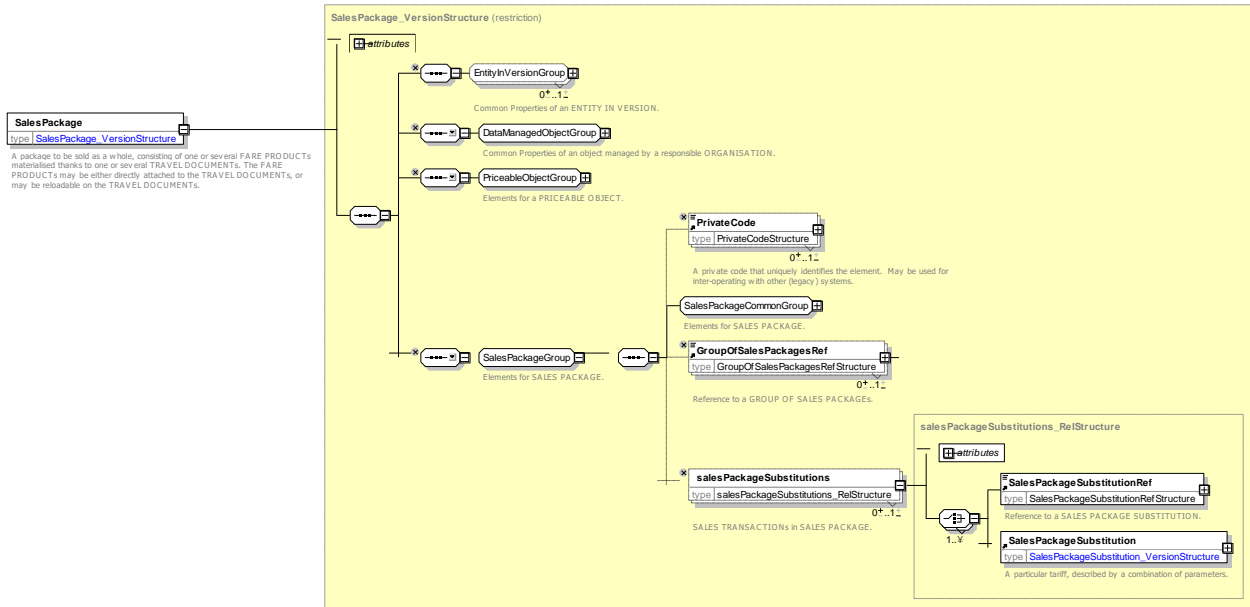 SalesPackage_VersionStructure (restriction)
attributes
EntityInVersionGroup
0..1
Common Properties of an ENTITY IN VERSION.
SalesPackage
type SalesPackage_VersionStructure
A package to be sold as a whole, consisting of one or several FARE PRODUCTs
materialised thanks to one or several TRAVEL DOCUMENTs. The FARE
PRODUCTs may be either directly attached to the TRAVEL DOCUMENTs, or
may be reloadable on the TRAVEL DOCUMENTs.
DataManagedObjectGroup
Common Properties of an object managed by a responsible ORGANISATION.
PriceableObjectGroup
Elements for a PRICEABLE OBJECT.
PrivateCode
type PrivateCodeStructure
0..1
A private code that uniquely identifies the element. May be used for
inter-operating with other (legacy) systems.
SalesPackageCommonGroup
Elements for SALES PACKAGE.
SalesPackageGroup
Elements for SALES PACKAGE.
GroupOfSalesPackagesRef
type GroupOfSalesPackagesRefStructure
0..1
Reference to a GROUP OF SALES PACKAGEs.
salesPackageSubstitutions
type salesPackageSubstitutions_RelStructure
0..1
SALES TRANSACTIONs in SALES PACKAGE.
salesPackageSubstitutions_RelStructure
attributes
SalesPackageSubstitutionRef
type SalesPackageSubstitutionRefStructure
Reference to a SALES PACKAGE SUBSTITUTION.
1..¥
SalesPackageSubstitution
type SalesPackageSubstitution_VersionStructure
A particular tariff, described by a combination of parameters.